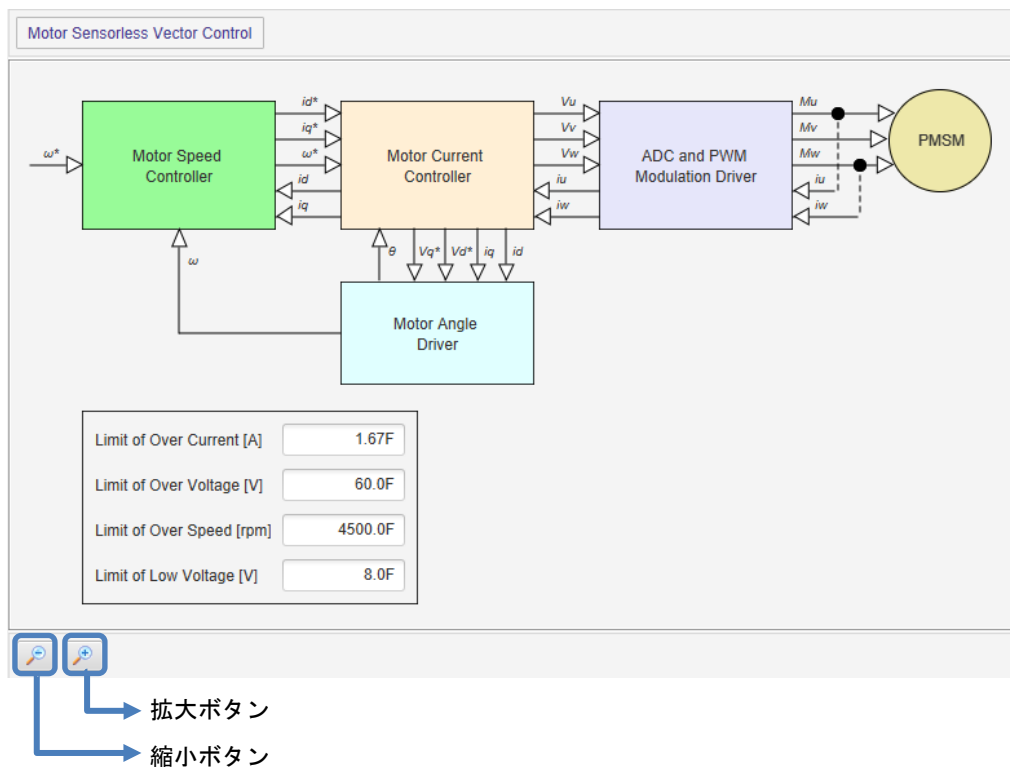 Motor Sensorless Vector Control
ω*
Motor Speed
Controller
id*
iq*
ω*
id
iq
Motor Current
Controller
Vu
Vv
Vw
iu
iw
ADC and PWM
Modulation Driver
Mu
Mv
Mw
iu
iw
PMSM
ω
θ
Vq*
Vd*
iq
id
Motor Angle
Driver
Limit of Over Current [A] 1.67F
Limit of Over Voltage [V] 60.0F
Limit of Over Speed [rpm] 4500.0F
Limit of Low Voltage [V] 8.0F
拡大ボタン
縮小ボタン